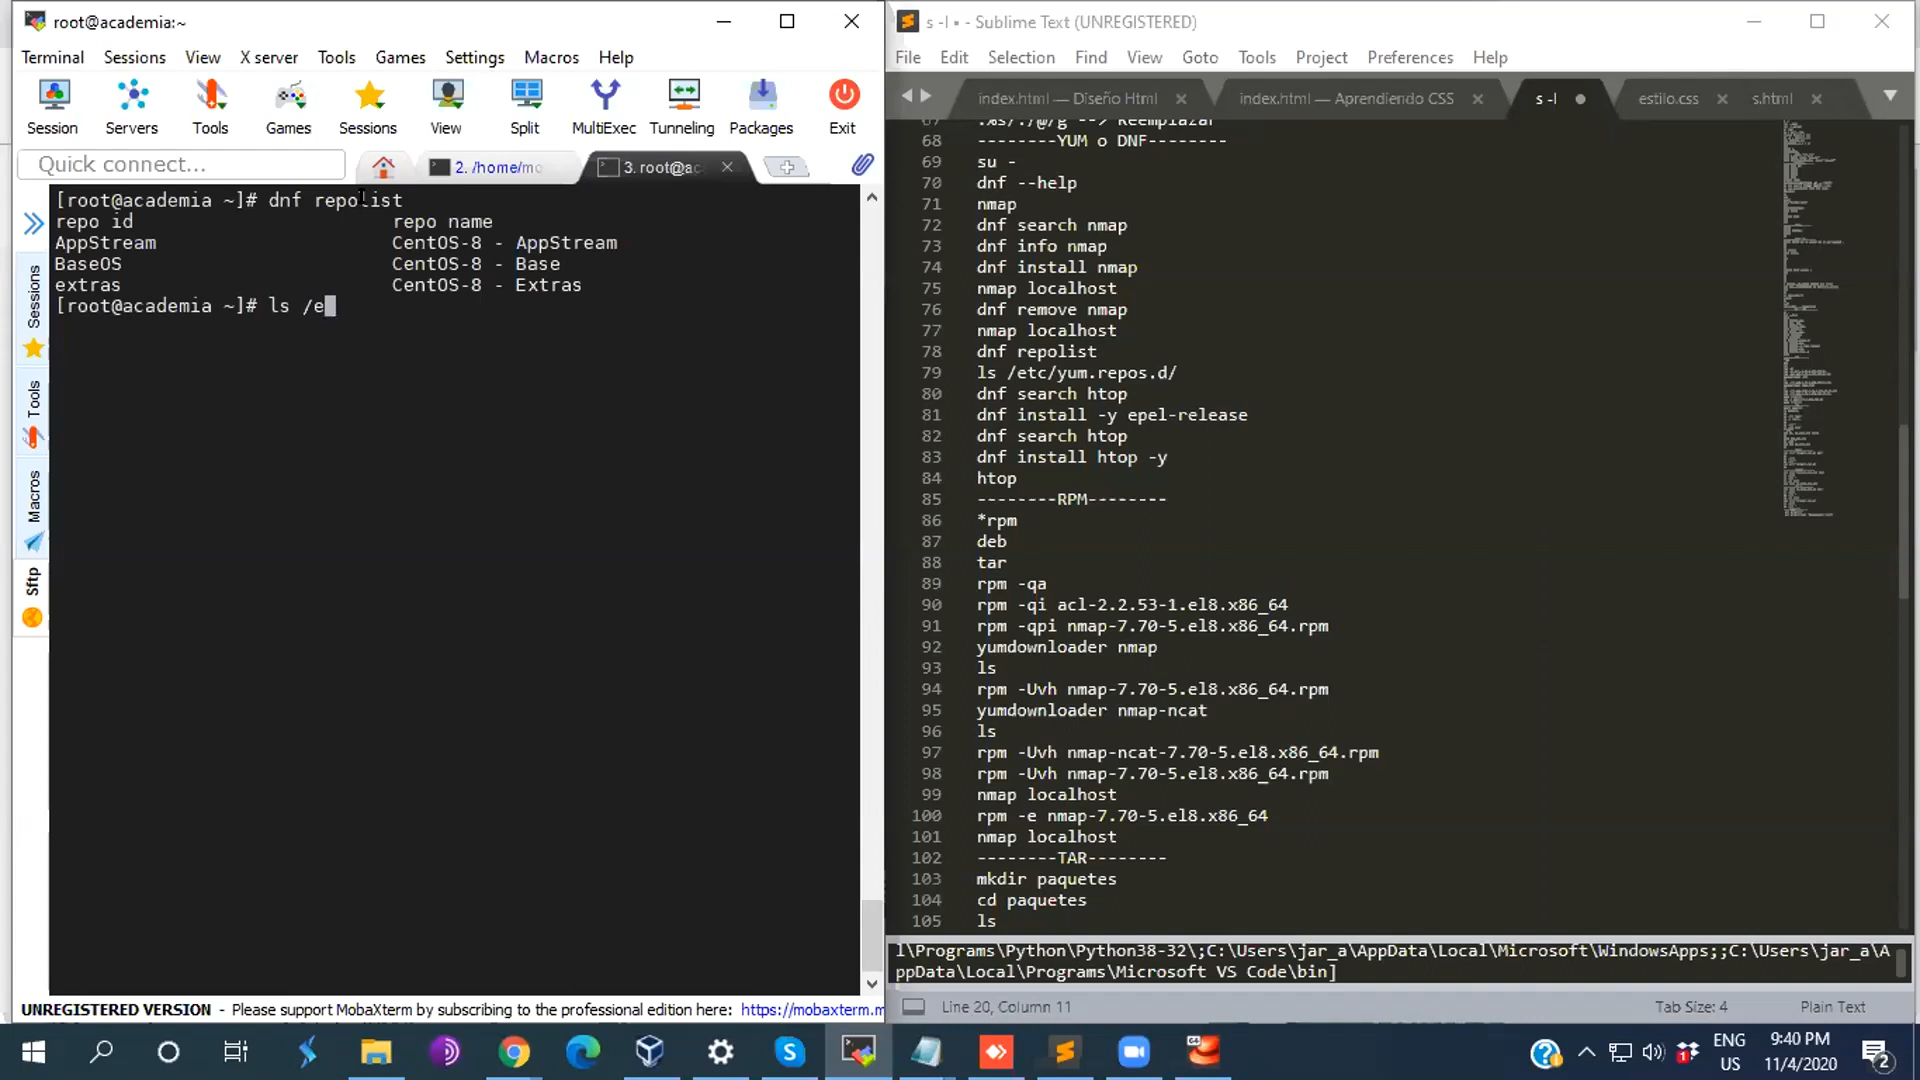 root@academia:~
Terminal Sessions View X server Tools Games Settings Macros Help
Session Servers Tools Games Sessions View Split MultiExec Tunneling Packages Exit
Quick connect...
2. /home/mo
3. root@ac
Sessions
Tools
Macros
Sftp
[root@academia ~]# dnf repolist
repo id repo name
AppStream CentOS-8 - AppStream
BaseOS CentOS-8 - Base
extras CentOS-8 - Extras
[root@academia ~]# ls /e
UNREGISTERED VERSION - Please support MobaXterm by subscribing to the professional edition here: https://mobaxterm.m
s -l • - Sublime Text (UNREGISTERED)
File Edit Selection Find View Goto Tools Project Preferences Help
index.html — Diseño Html index.html — Aprendiendo CSS s -l estilo.css s.html
67 :%s/./@/g --> Reemplazar
68 --------YUM o DNF--------
69 su -
70 dnf --help
71 nmap
72 dnf search nmap
73 dnf info nmap
74 dnf install nmap
75 nmap localhost
76 dnf remove nmap
77 nmap localhost
78 dnf repolist
79 ls /etc/yum.repos.d/
80 dnf search htop
81 dnf install -y epel-release
82 dnf search htop
83 dnf install htop -y
84 htop
85 --------RPM--------
86 *rpm
87 deb
88 tar
89 rpm -qa
90 rpm -qi acl-2.2.53-1.el8.x86_64
91 rpm -qpi nmap-7.70-5.el8.x86_64.rpm
92 yumdownloader nmap
93 ls
94 rpm -Uvh nmap-7.70-5.el8.x86_64.rpm
95 yumdownloader nmap-ncat
96 ls
97 rpm -Uvh nmap-ncat-7.70-5.el8.x86_64.rpm
98 rpm -Uvh nmap-7.70-5.el8.x86_64.rpm
99 nmap localhost
100 rpm -e nmap-7.70-5.el8.x86_64
101 nmap localhost
102 --------TAR--------
103 mkdir paquetes
104 cd paquetes
105 ls
l\Programs\Python\Python38-32\;C:\Users\jar_a\AppData\Local\Microsoft\WindowsApps;;C:\Users\jar_a\A
ppData\Local\Programs\Microsoft VS Code\bin]
Line 20, Column 11 Tab Size: 4 Plain Text
ENG
US
9:40 PM
11/4/2020
2